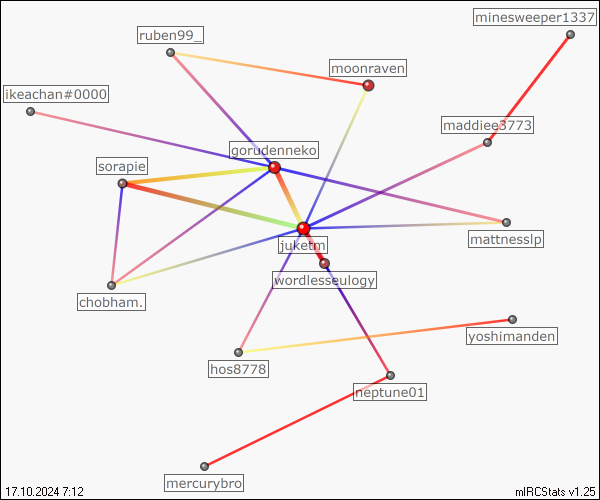 minesweeper1337
ruben99_
moonraven
ikeachan#0000
maddiee3773
gorudenneko
sorapie
mattnesslp
juketm
wordlesseulogy
chobham.
yoshimanden
hos8778
neptune01
mercurybro
17.10.2024 7:12
mIRCStats v1.25